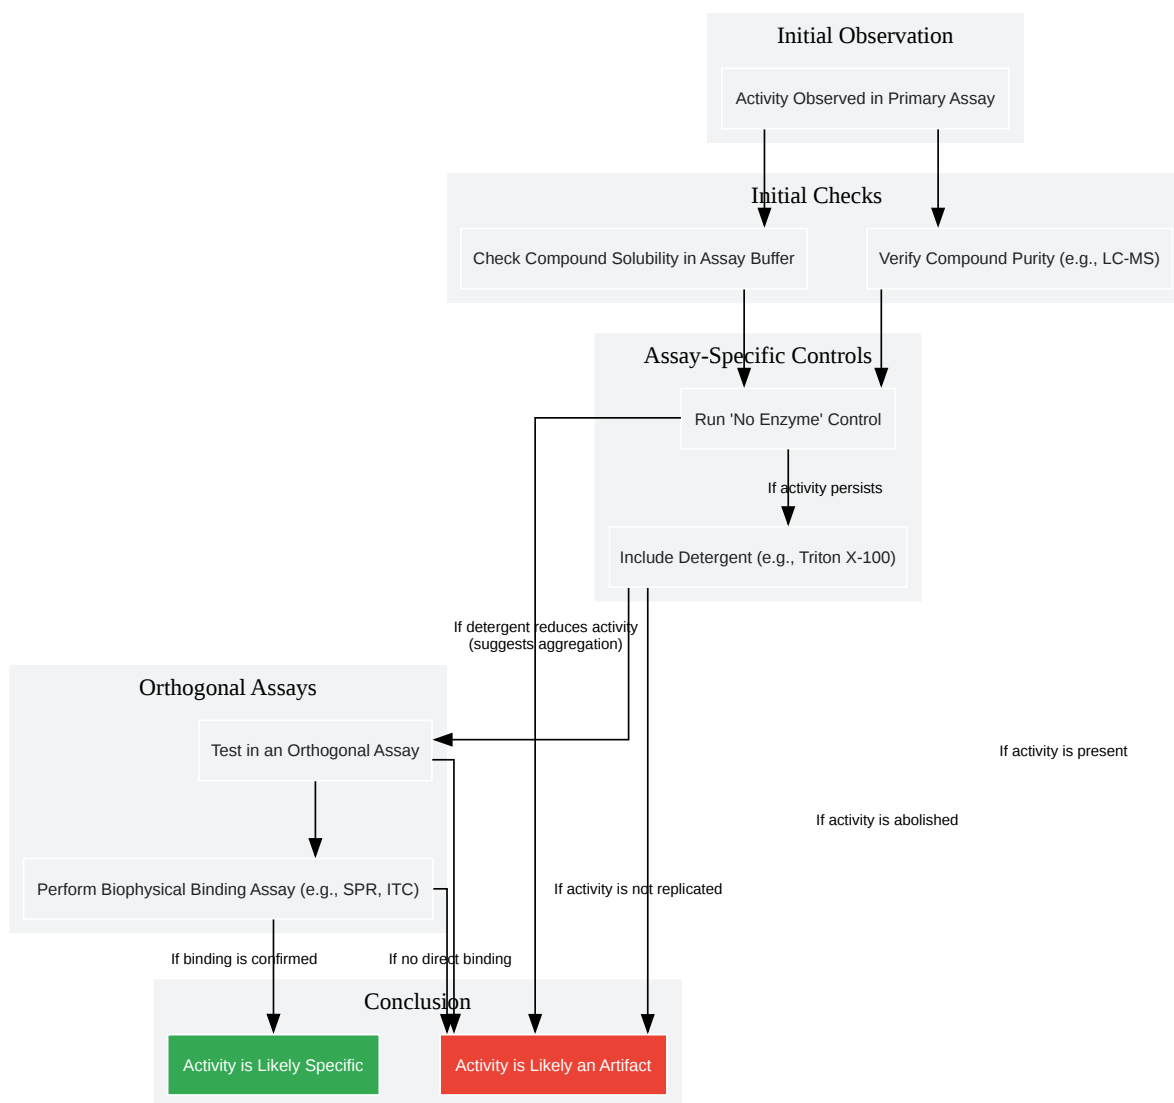 Initial Observation
Activity Observed in Primary Assay
Initial Checks
Check Compound Solubility in Assay Buffer
Verify Compound Purity (e.g., LC-MS)
Assay-Specific Controls
Run 'No Enzyme' Control
If activity persists
Include Detergent (e.g., Triton X-100)
If detergent reduces activity
(suggests aggregation)
Orthogonal Assays
Test in an Orthogonal Assay
If activity is present
If activity is abolished
Perform Biophysical Binding Assay (e.g., SPR, ITC)
If activity is not replicated
If binding is confirmed
If no direct binding
Conclusion
Activity is Likely Specific
Activity is Likely an Artifact